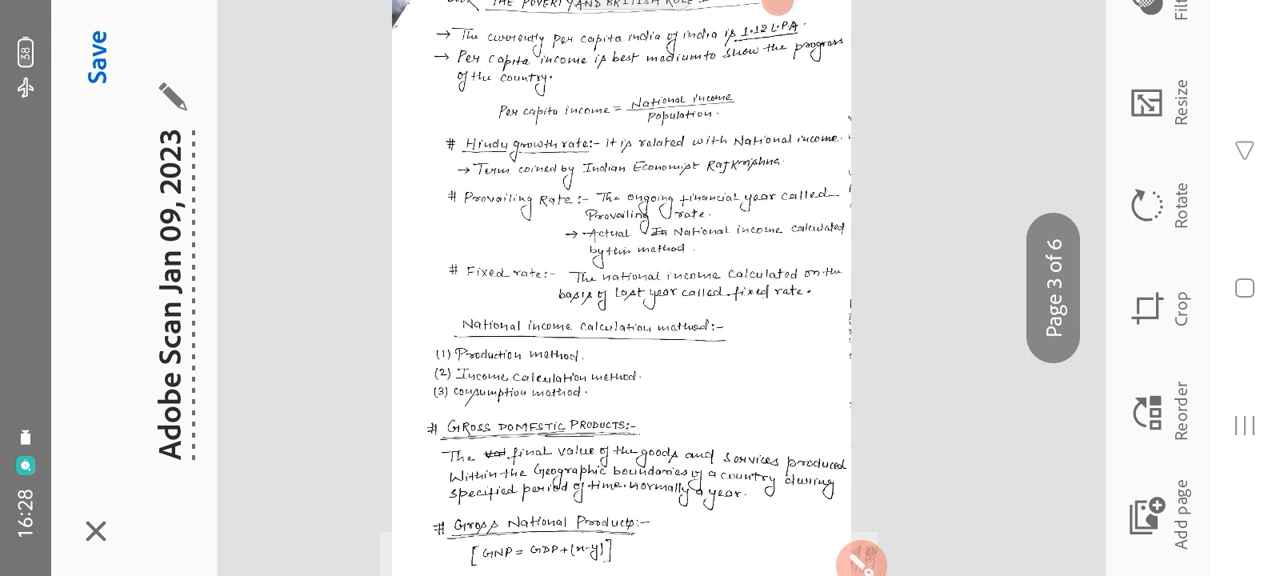 THE POVERTY AND BRITISH RULE:-
→ The currently per capita india of india is 1.12 L.PA.
→ Per capita income is best medium to show the progress
of the country.
Per capita income = National income
Population.
# Hindu growth rate:- it is related with National income.
→ Term coined by Indian Economist Raj Krishna.
# Provailing Rate:- The ongoing financial year called
Provailing rate.
→ Actual National income calculated
by this method.
# Fixed rate:- The national income calculated on the
basis of last year called fixed rate.
National income calculation method:-
(1) Production method.
(2) Income calculation method.
(3) consumption method.
# GROSS DOMESTIC PRODUCTS:-
The final value of the goods and services produced
Within the Geographic boundaries of a country during
specified period of time. normally a year.
# Gross National Products:-
[GNP = GDP+(x-y)]
Save
Adobe Scan Jan 09, 2023
16:28
38
Page 3 of 6
Filt
Resize
Rotate
Crop
Reorder
Add page